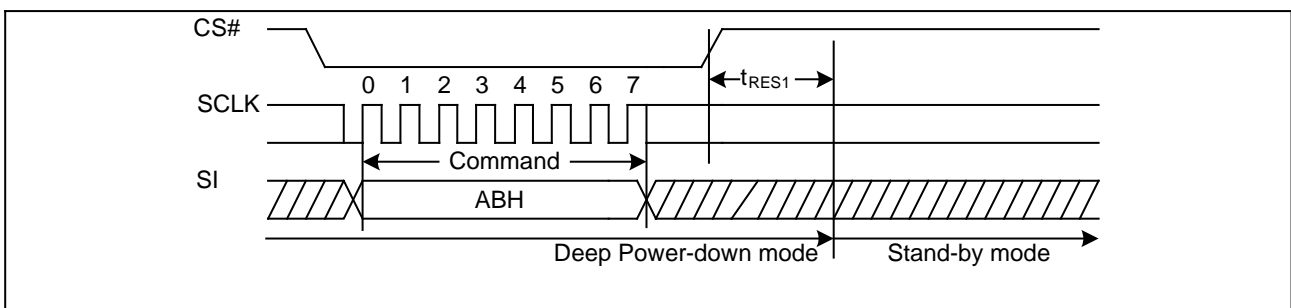 CS#
tRES1
0 1 2 3 4 5 6 7
SCLK
Command
SI
ABH
Deep Power-down mode Stand-by mode